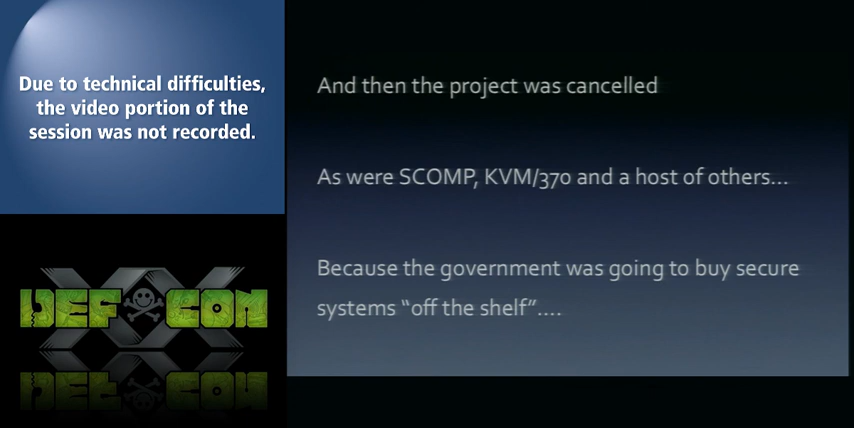 Due to technical difficulties,
the video portion of the
session was not recorded.
XX
DEF CON
And then the project was cancelled
As were SCOMP, KVM/370 and a host of others...
Because the government was going to buy secure
systems “off the shelf”....